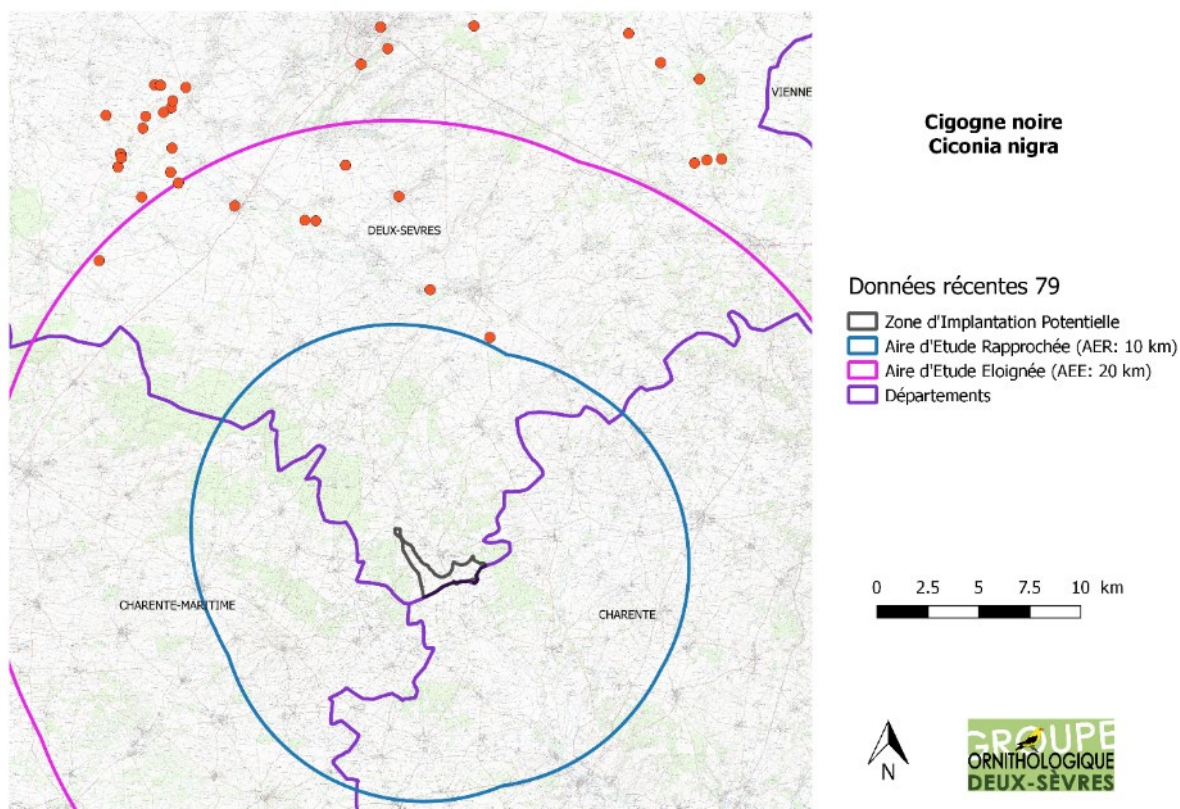 VIENNE
DEUX-SEVRES
CHARENTE-MARITIME
CHARENTE
Cigogne noire
Ciconia nigra
Données récentes 79
Zone d'Implantation Potentielle
Aire d'Etude Rapprochée (AER: 10 km)
Aire d'Etude Eloignée (AEE: 20 km)
Départements
0 2.5 5 7.5 10 km
N
GROUPE
ORNITHOLOGIQUE
DEUX-SÈVRES